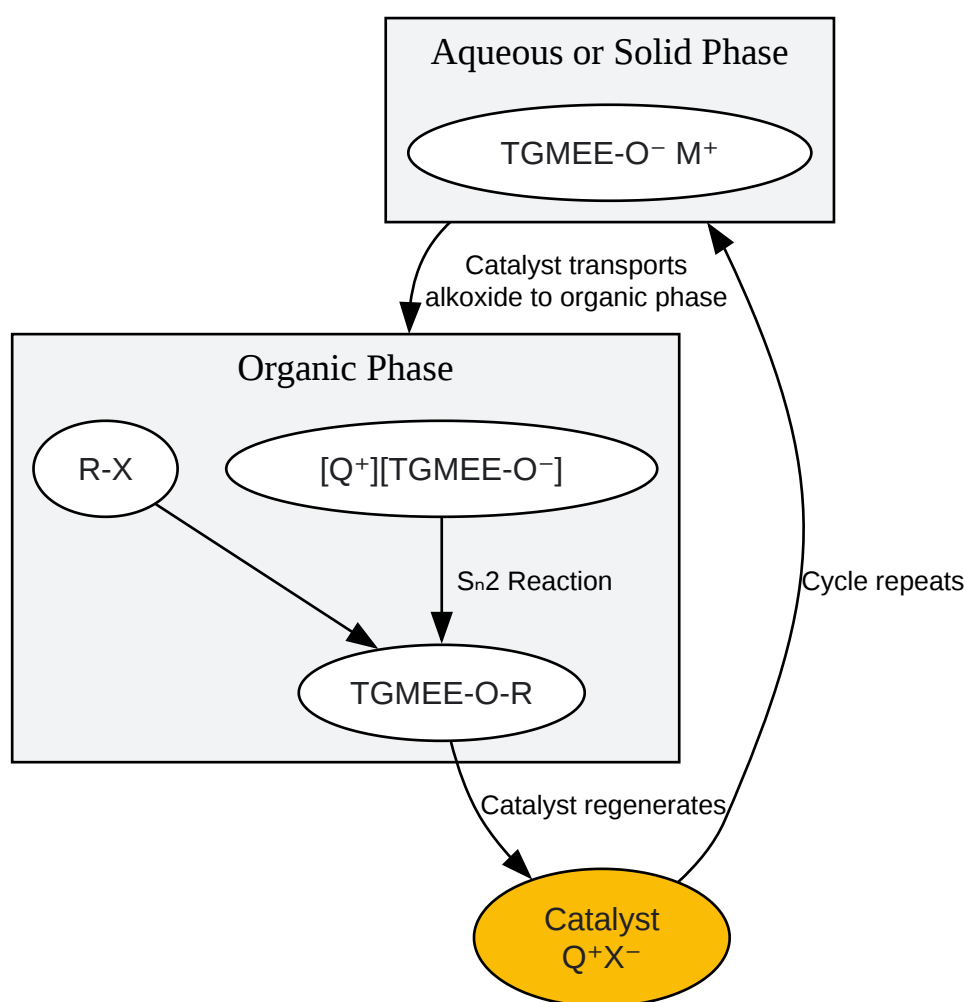 Aqueous or Solid Phase
TGMEE-O⁻ M⁺
Catalyst transports
alkoxide to organic phase
Organic Phase
R-X
[Q⁺][TGMEE-O⁻]
Sₙ2 Reaction
Cycle repeats
TGMEE-O-R
Catalyst regenerates
Catalyst
Q⁺X⁻